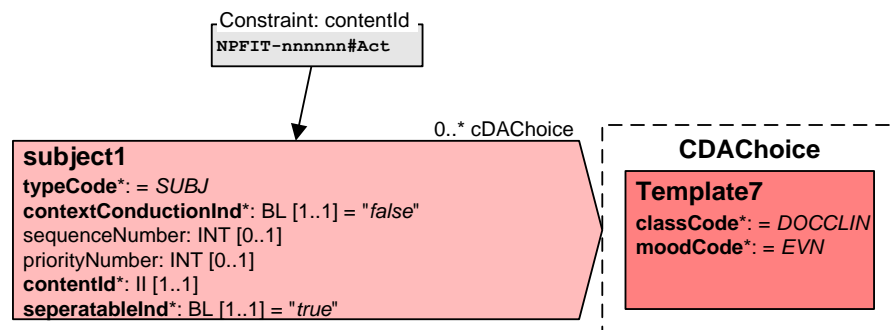 Constraint: contentId
NPFIT-nnnnnn#Act
0..* cDAChoice
subject1
typeCode*: = SUBJ
contextConductionInd*: BL [1..1] = "false"
sequenceNumber: INT [0..1]
priorityNumber: INT [0..1]
contentId*: II [1..1]
seperatableInd*: BL [1..1] = "true"
CDAChoice
Template7
classCode*: = DOCCLIN
moodCode*: = EVN